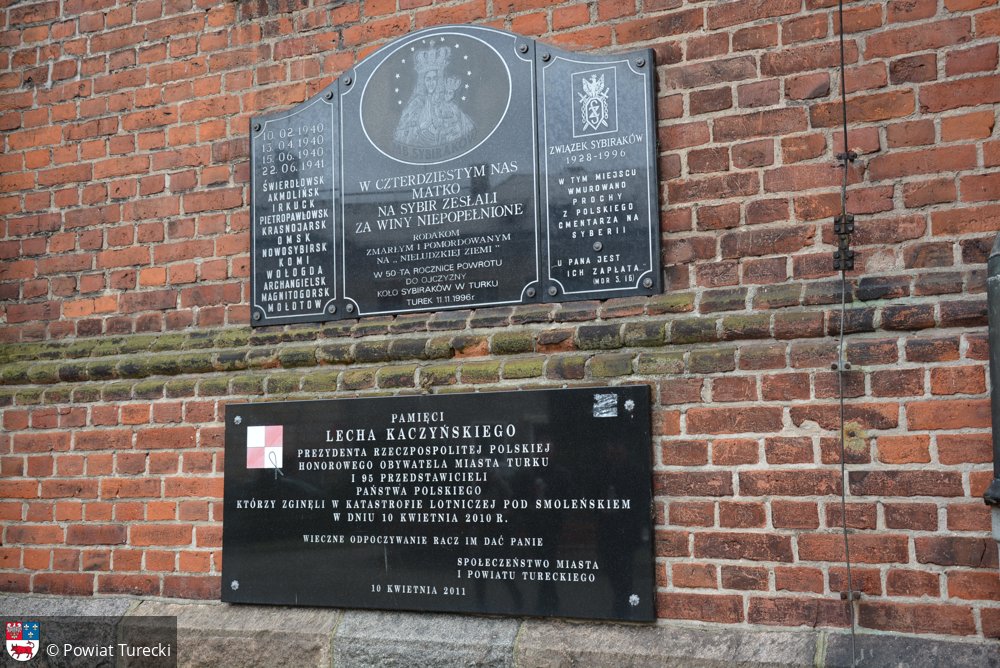 10.02.1940
13.04.1940
15.06.1940
22.06.1941
ŚWIERDŁOWSK
AKMOLIŃSK
IRKUCK
PIETROPAWŁOWSK
KRASNOJARSK
OMSK
NOWOSYBIRSK
KOMI
WOŁOGDA
ARCHANGIELSK
MAGNITOGORSK
MOŁOTOW
W CZTERDZIESTYM NAS
MATKO
NA SYBIR ZESŁALI
ZA WINY NIEPOPEŁNIONE
RODAKOM
ZMARŁYM I POMORDOWANYM
NA „NIELUDZKIEJ ZIEMI"
W 50-TA ROCZNICE POWROTU
DO OJCZYZNY
KOŁO SYBIRAKÓW W TURKU
TUREK 11.11.1996r.
ZWIĄZEK SYBIRAKÓW
1928-1996
W TYM MIEJSCU
WMUROWANO
PROCHY
Z POLSKIEGO
CMENTARZA NA
SYBERII
U PANA JEST
ICH ZAPŁATA
(MDR 5. 15)
PAMIĘCI
LECHA KACZYŃSKIEGO
PREZYDENTA RZECZPOSPOLITEJ POLSKIEJ
HONOROWEGO OBYWATELA MIASTA TURKU
I 95 PRZEDSTAWICIELI
PAŃSTWA POLSKIEGO
KTÓRZY ZGINĘLI W KATASTROFIE LOTNICZEJ POD SMOLEŃSKIEM
W DNIU 10 KWIETNIA 2010 R.
WIECZNE ODPOCZYWANIE RACZ IM DAĆ PANIE
SPOŁECZEŃSTWO MIASTA
I POWIATU TURECKIEGO
10 KWIETNIA 2011
© Powiat Turecki